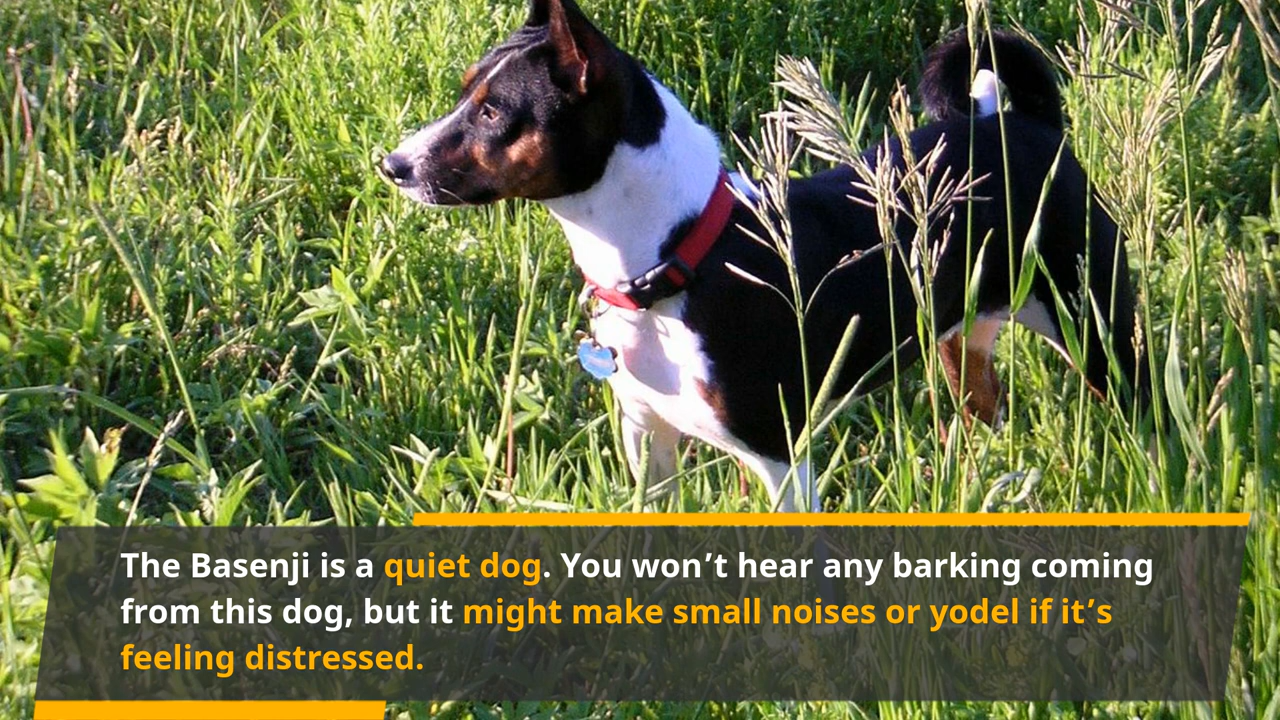 The Basenji is a quiet dog. You won’t hear any barking coming
from this dog, but it might make small noises or yodel if it’s
feeling distressed.